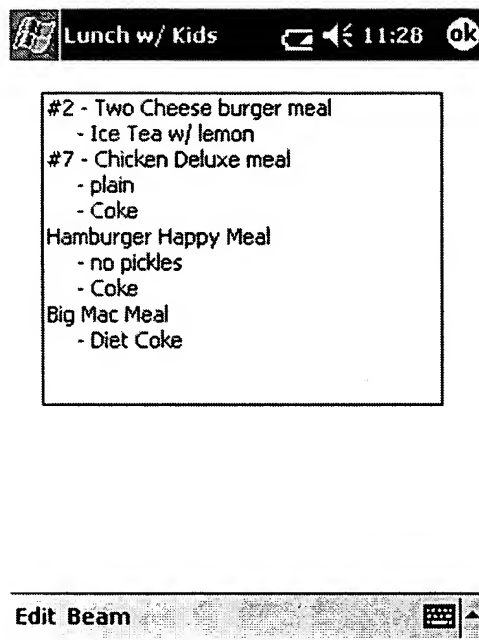 Lunch w/ Kids 11:28 ok
#2 - Two Cheese burger meal
- Ice Tea w/ lemon
#7 - Chicken Deluxe meal
- plain
- Coke
Hamburger Happy Meal
- no pickles
- Coke
Big Mac Meal
- Diet Coke
Edit Beam